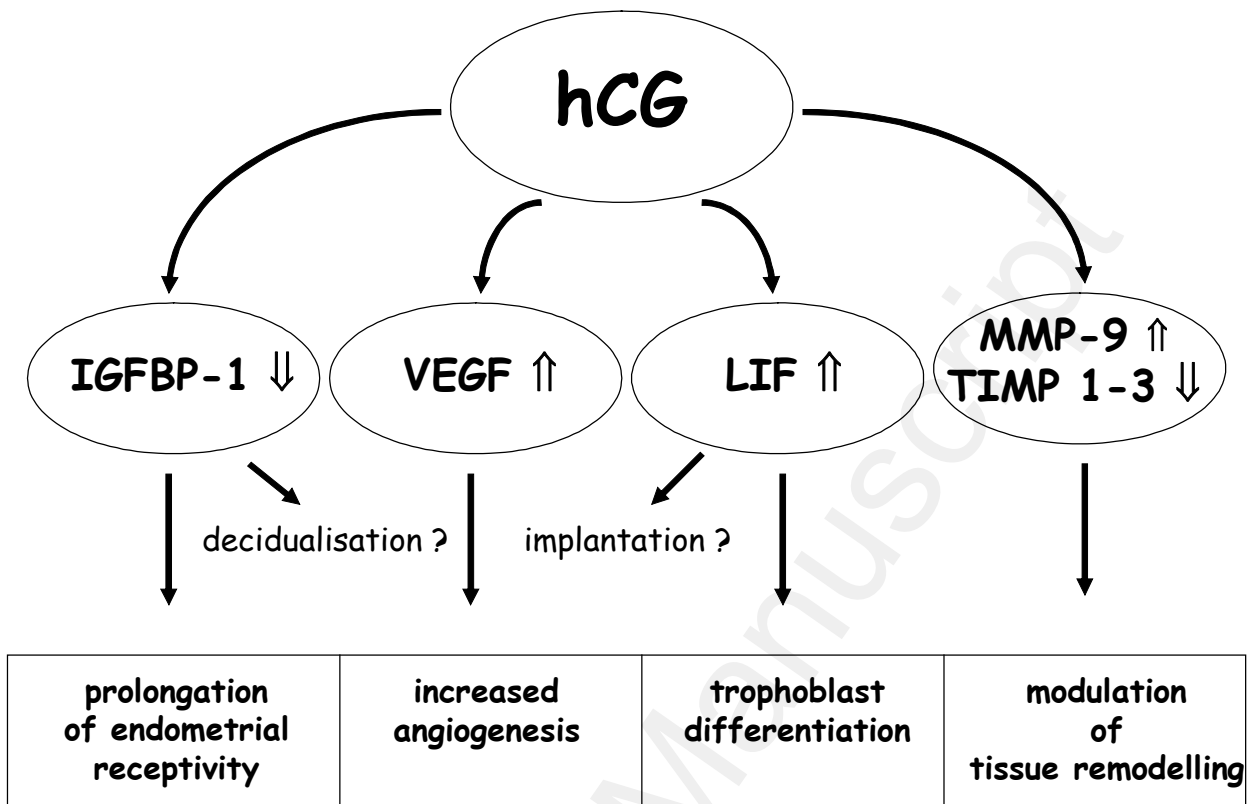 hCG
IGFBP-1 ⇓
VEGF ⇑
LIF ⇑
MMP-9 ⇑
TIMP 1-3 ⇓
decidualisation ?
implantation ?
prolongation
of endometrial
receptivity
increased
angiogenesis
trophoblast
differentiation
modulation
of
tissue remodelling
Manuscript